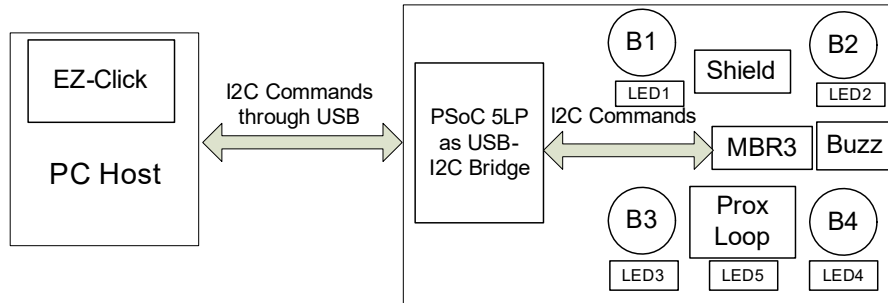 EZ-Click
PC Host
I2C Commands
through USB
PSoC 5LP
as USB-
I2C Bridge
I2C Commands
B1
LED1
Shield
B2
LED2
MBR3
Buzz
B3
LED3
Prox
Loop
LED5
B4
LED4